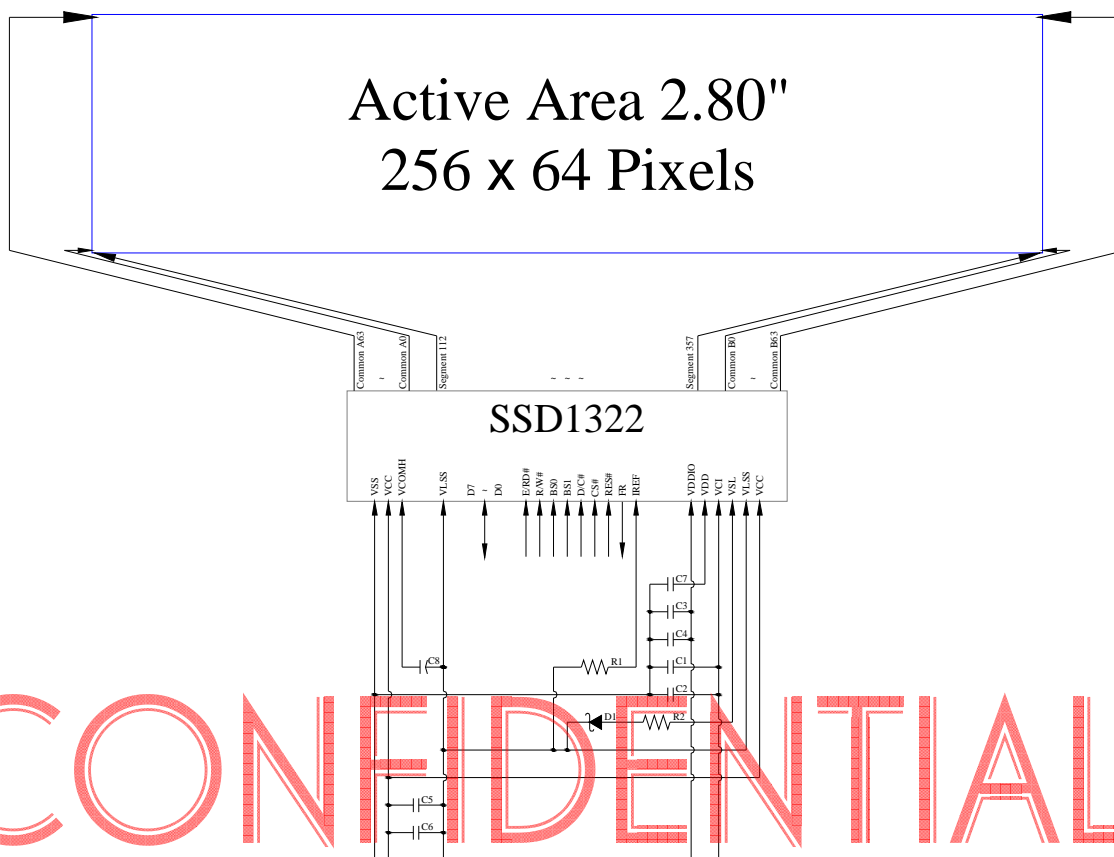 Active Area 2.80"
256 x 64 Pixels
Common A63
~
Common A0
Segment 112
~ ~ ~
Segment 357
Common B0
~
Common B63
SSD1322
VSS
VCC
VCOMH
VLSS
D7
~
D0
E/RD#
R/W#
BS0
BS1
D/C#
CS#
RES#
FR
IREF
VDDIO
VDD
VCI
VSL
VLSS
VCC
C7
C3
C4
C8
R1
C1
C2
D1
R2
C5
C6
CONFIDENTIAL